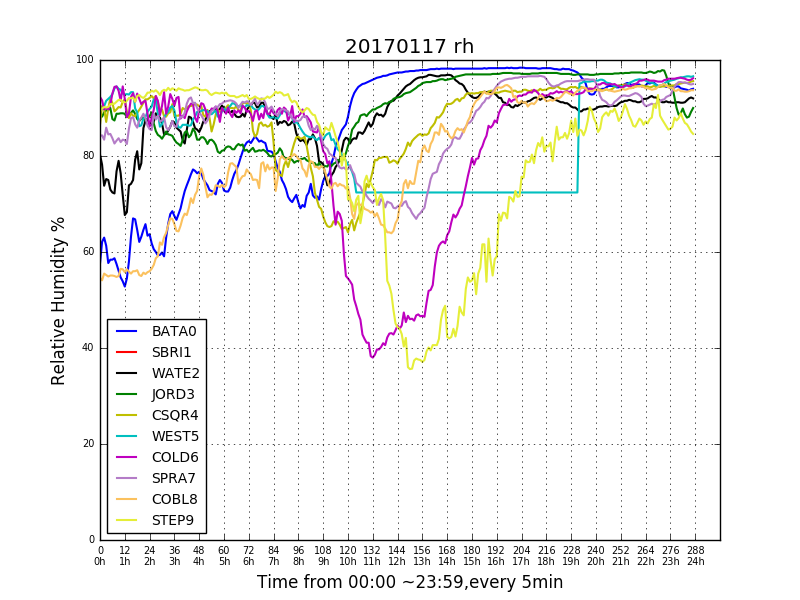 20170117 rh
100
80
60
40
20
0
Relative Humidity %
BATA0
SBRI1
WATE2
JORD3
CSQR4
WEST5
COLD6
SPRA7
COBL8
STEP9
0 12 24 36 48 60 72 84 96 108 120 132 144 156 168 180 192 204 216 228 240 252 264 276 288
0h 1h 2h 3h 4h 5h 6h 7h 8h 9h 10h 11h 12h 13h 14h 15h 16h 17h 18h 19h 20h 21h 22h 23h 24h
Time from 00:00 ~23:59,every 5min